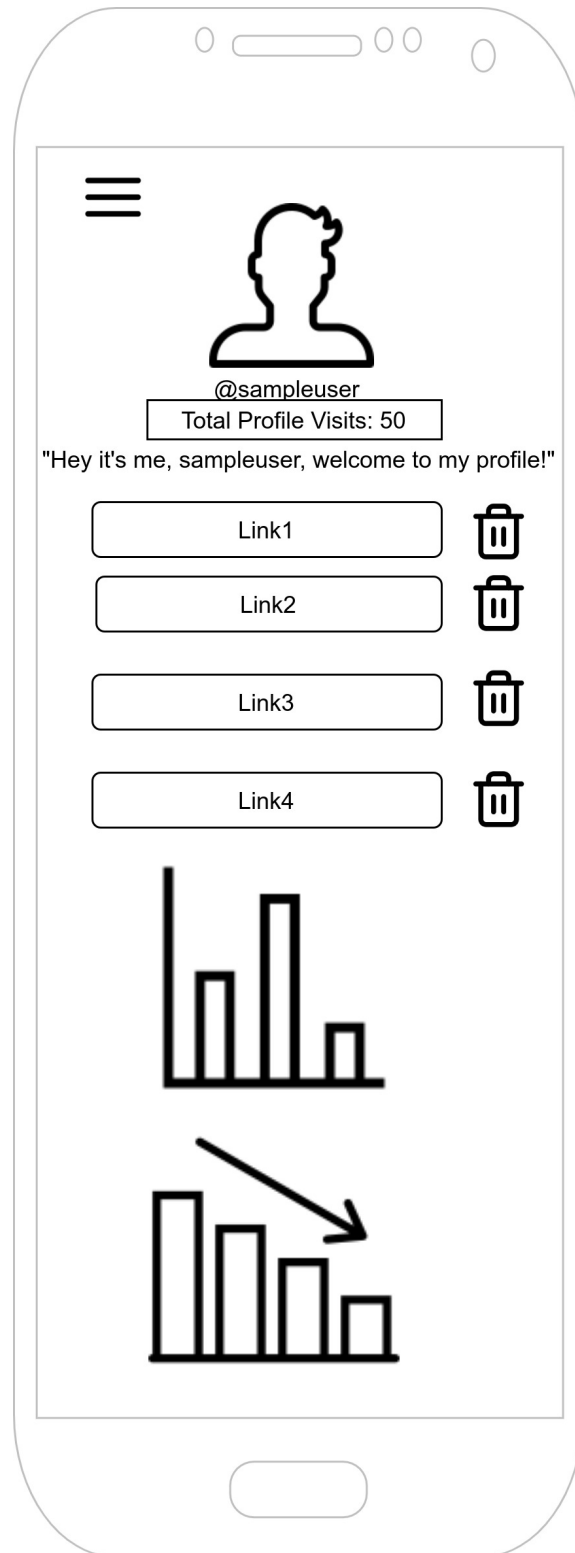 @sampleuser
Total Profile Visits: 50
"Hey it's me, sampleuser, welcome to my profile!"
Link1
Link2
Link3
Link4